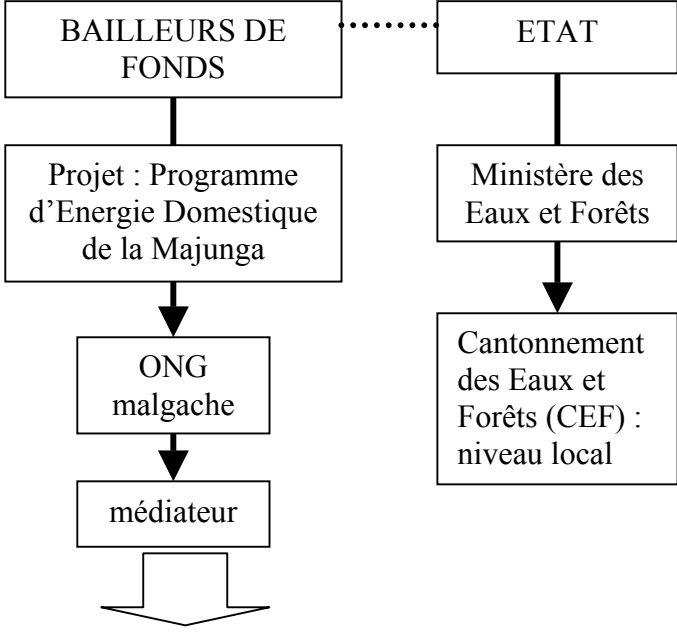 BAILLEURS DE
FONDS
ETAT
Projet : Programme
d’Energie Domestique
de la Majunga
Ministère des
Eaux et Forêts
ONG
malgache
Cantonnement
des Eaux et
Forêts (CEF) :
niveau local
médiateur